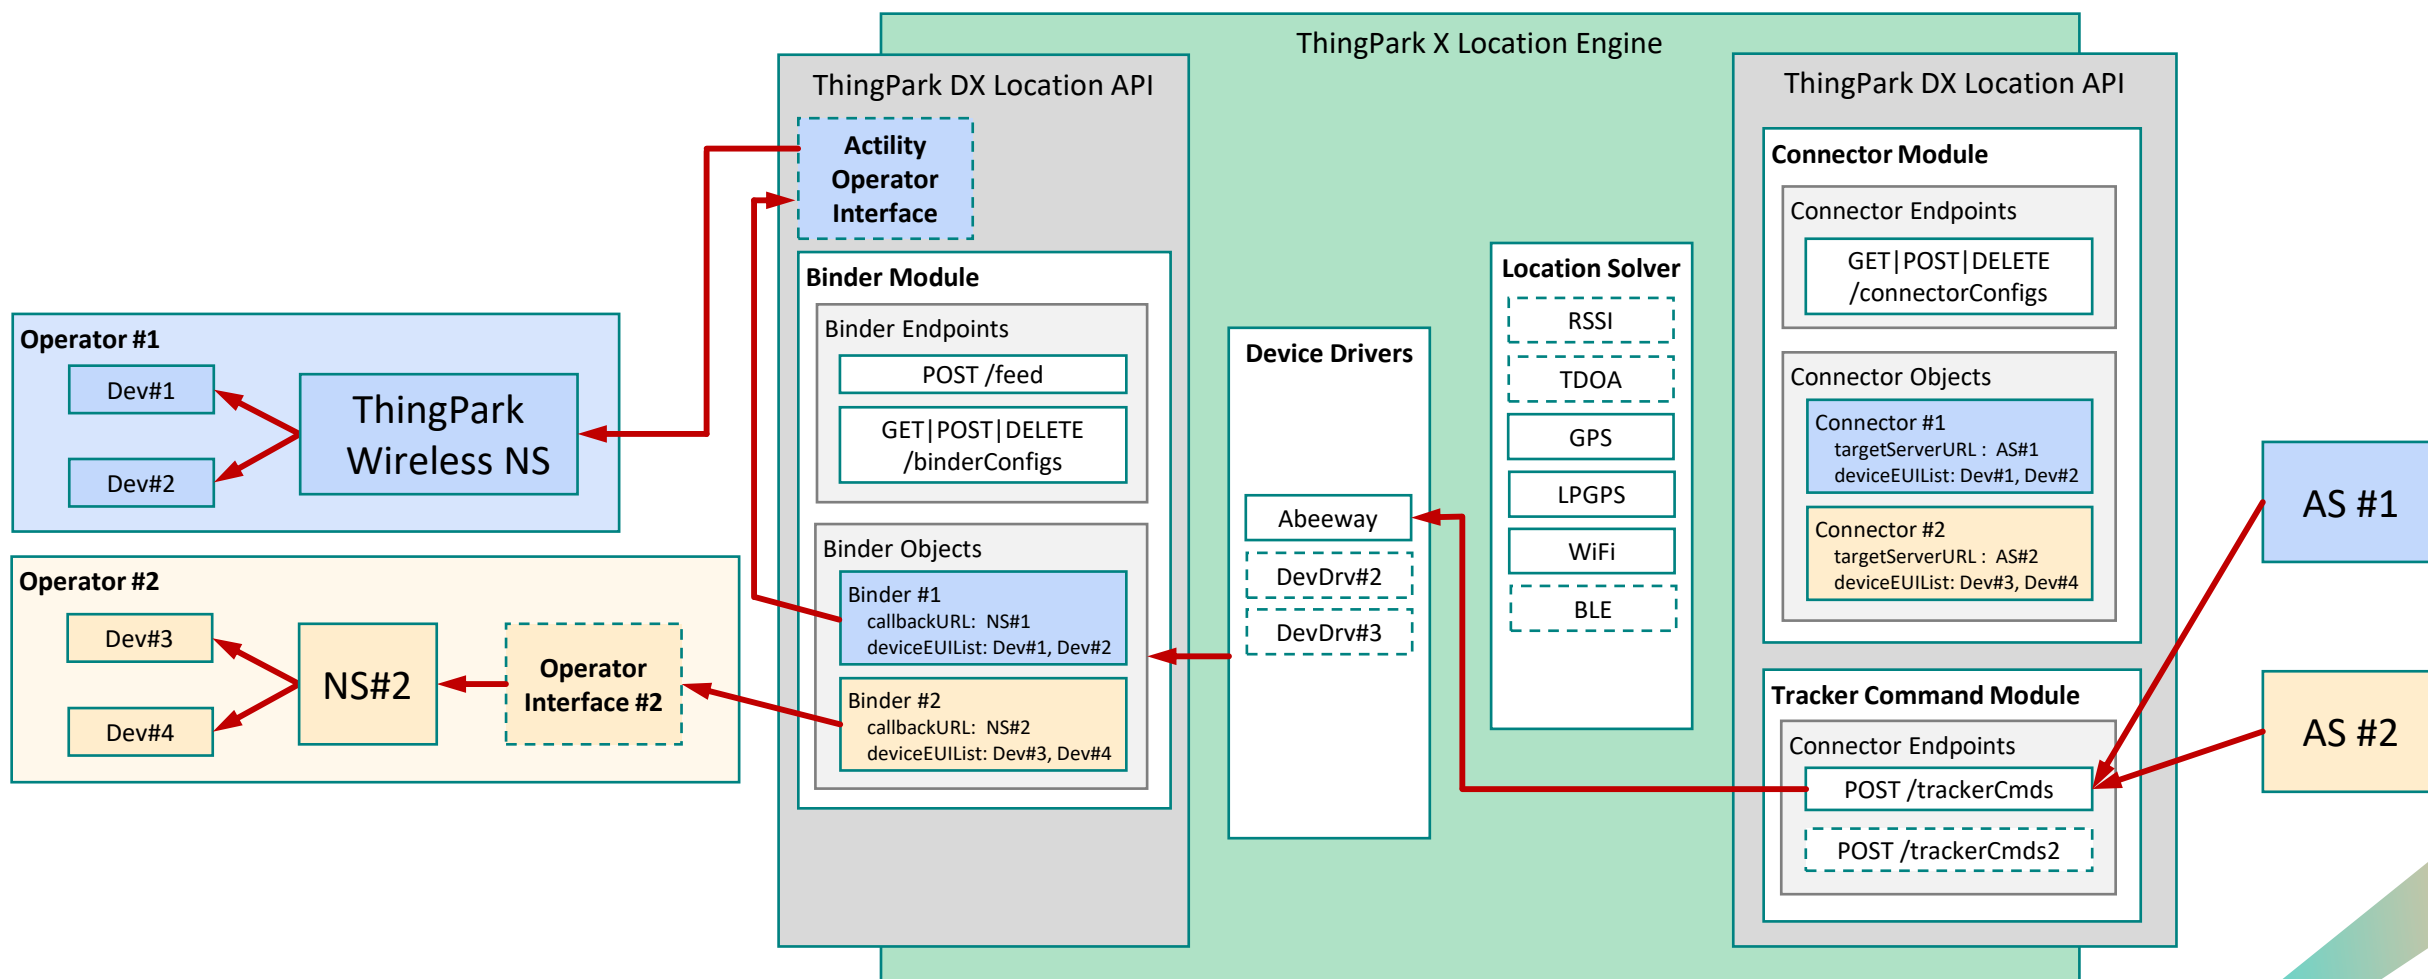 ThingPark X Location Engine
ThingPark DX Location API
Actility
Operator
Interface
Binder Module
Binder Endpoints
POST /feed
GET|POST|DELETE
/binderConfigs
Binder Objects
Binder #1
callbackURL: NS#1
deviceEUIList: Dev#1, Dev#2
Binder #2
callbackURL: NS#2
deviceEUIList: Dev#3, Dev#4
Operator #1
Dev#1
Dev#2
ThingPark
Wireless NS
Operator #2
Dev#3
Dev#4
NS#2
Operator
Interface #2
Device Drivers
Abeeway
DevDrv#2
DevDrv#3
Location Solver
RSSI
TDOA
GPS
LPGPS
WiFi
BLE
ThingPark DX Location API
Connector Module
Connector Endpoints
GET|POST|DELETE
/connectorConfigs
Connector Objects
Connector #1
targetServerURL : AS#1
deviceEUIList: Dev#1, Dev#2
Connector #2
targetServerURL : AS#2
deviceEUIList: Dev#3, Dev#4
Tracker Command Module
Connector Endpoints
POST /trackerCmds
POST /trackerCmds2
AS #1
AS #2